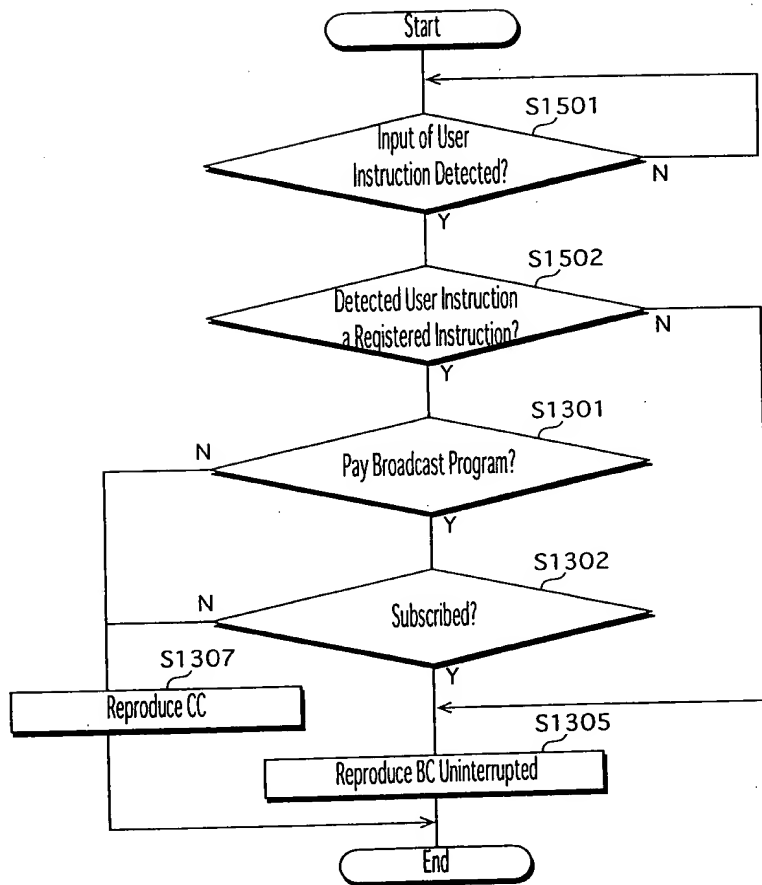 Start
S1501
Input of User
Instruction Detected?
N
Y
S1502
Detected User Instruction
a Registered Instruction?
N
Y
S1301
N
Pay Broadcast Program?
Y
S1302
N
Subscribed?
Y
S1307
Reproduce CC
S1305
Reproduce BC Uninterrupted
End